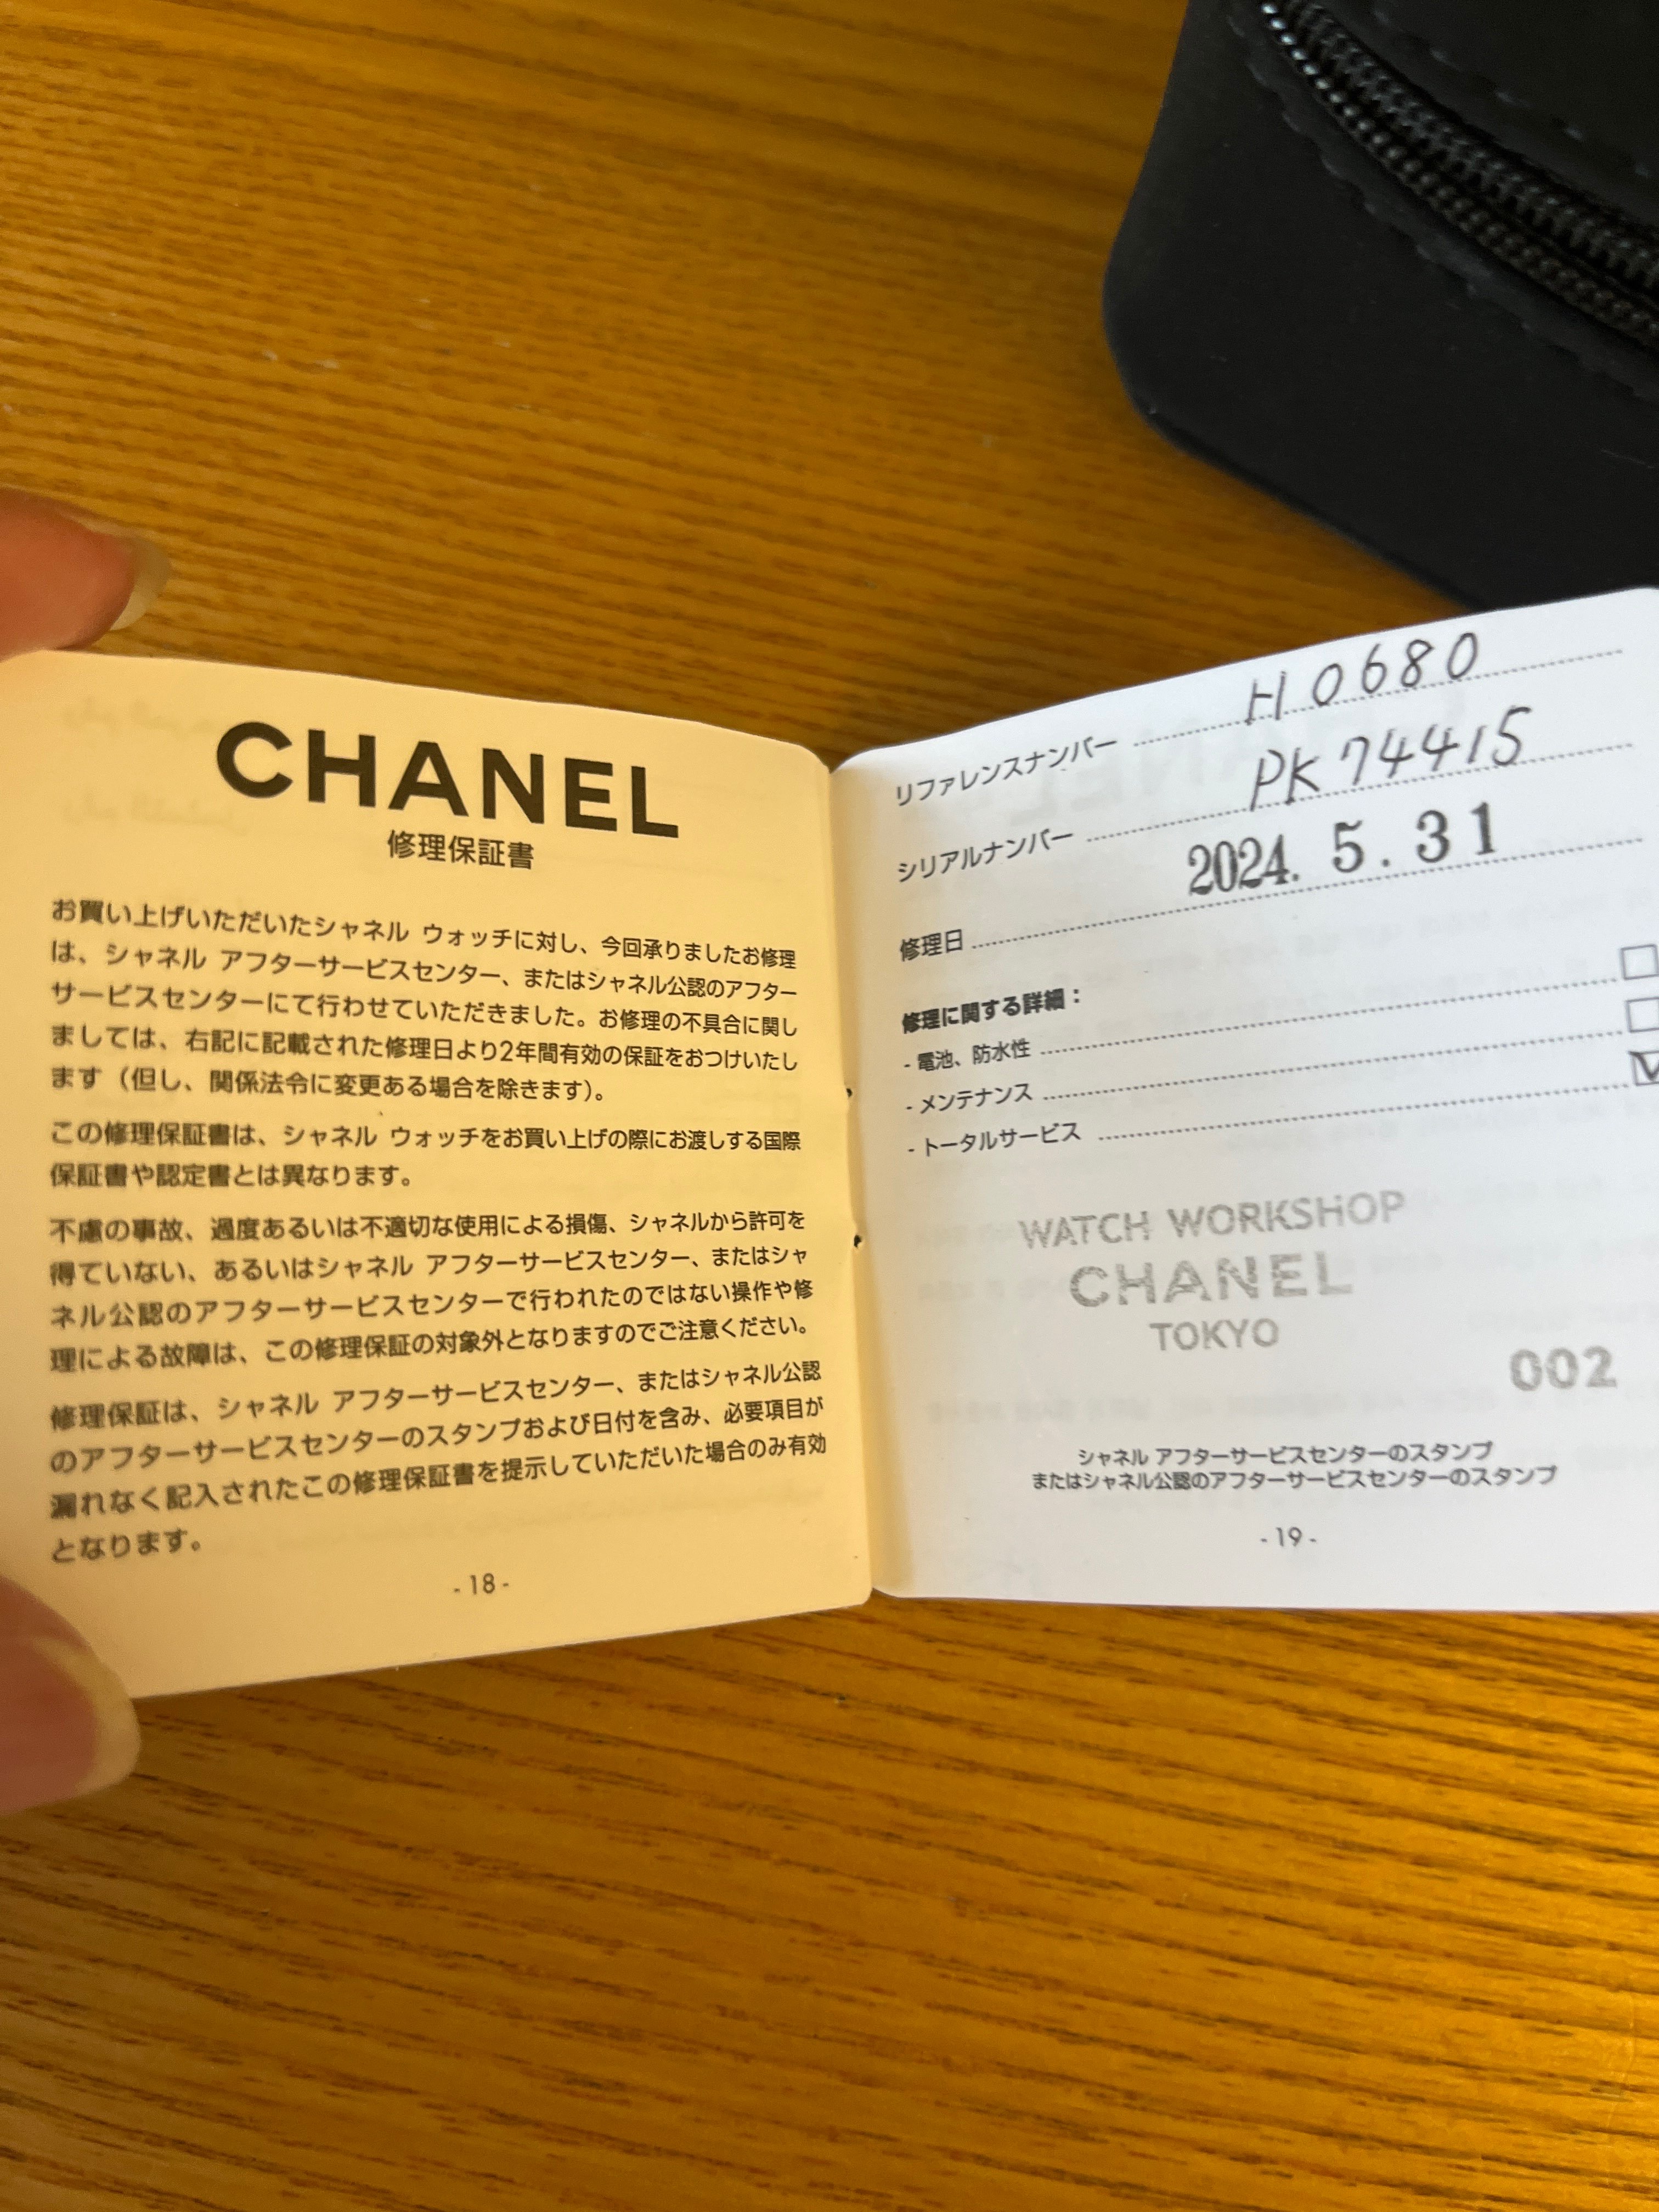 CHANEL
修理保証書
お買い上げいただいたシャネル ウォッチに対し、今回承りましたお修理
は、シャネル アフターサービスセンター、またはシャネル公認のアフター
サービスセンターにて行わせていただきました。お修理の不具合に関し
ましては、右記に記載された修理日より2年間有効の保証をおつけいたし
ます（但し、関係法令に変更ある場合を除きます）。
この修理保証書は、シャネル ウォッチをお買い上げの際にお渡しする国際
保証書や認定書とは異なります。
不慮の事故、過度あるいは不適切な使用による損傷、シャネルから許可を
得ていない、あるいはシャネル アフターサービスセンター、またはシャ
ネル公認のアフターサービスセンターで行われたのではない操作や修
理による故障は、この修理保証の対象外となりますのでご注意ください。
修理保証は、シャネル アフターサービスセンター、またはシャネル公認
のアフターサービスセンターのスタンプおよび日付を含み、必要項目が
漏れなく記入されたこの修理保証書を提示していただいた場合のみ有効
となります。
- 18 -
リファレンスナンバー H0680
シリアルナンバー PK74415
修理日 2024. 5. 31
修理に関する詳細：
- 電池、防水性
- メンテナンス
- トータルサービス
WATCH WORKSHOP
CHANEL
TOKYO
002
シャネル アフターサービスセンターのスタンプ
またはシャネル公認のアフターサービスセンターのスタンプ
- 19 -